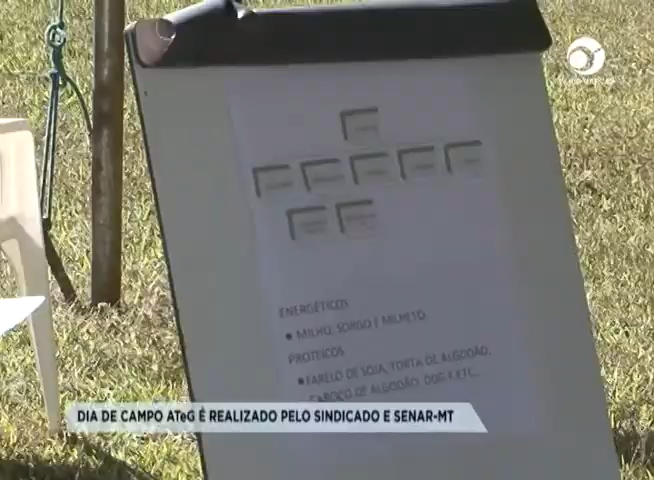 ENERGÉTICOS
● MILHO, SORGO E MILHETO.
PROTEICOS
● FARELO DE SOJA, TORTA DE ALGODÃO,
CAROÇO DE ALGODÃO, DDG E ETC..
DIA DE CAMPO ATeG É REALIZADO PELO SINDICADO E SENAR-MT